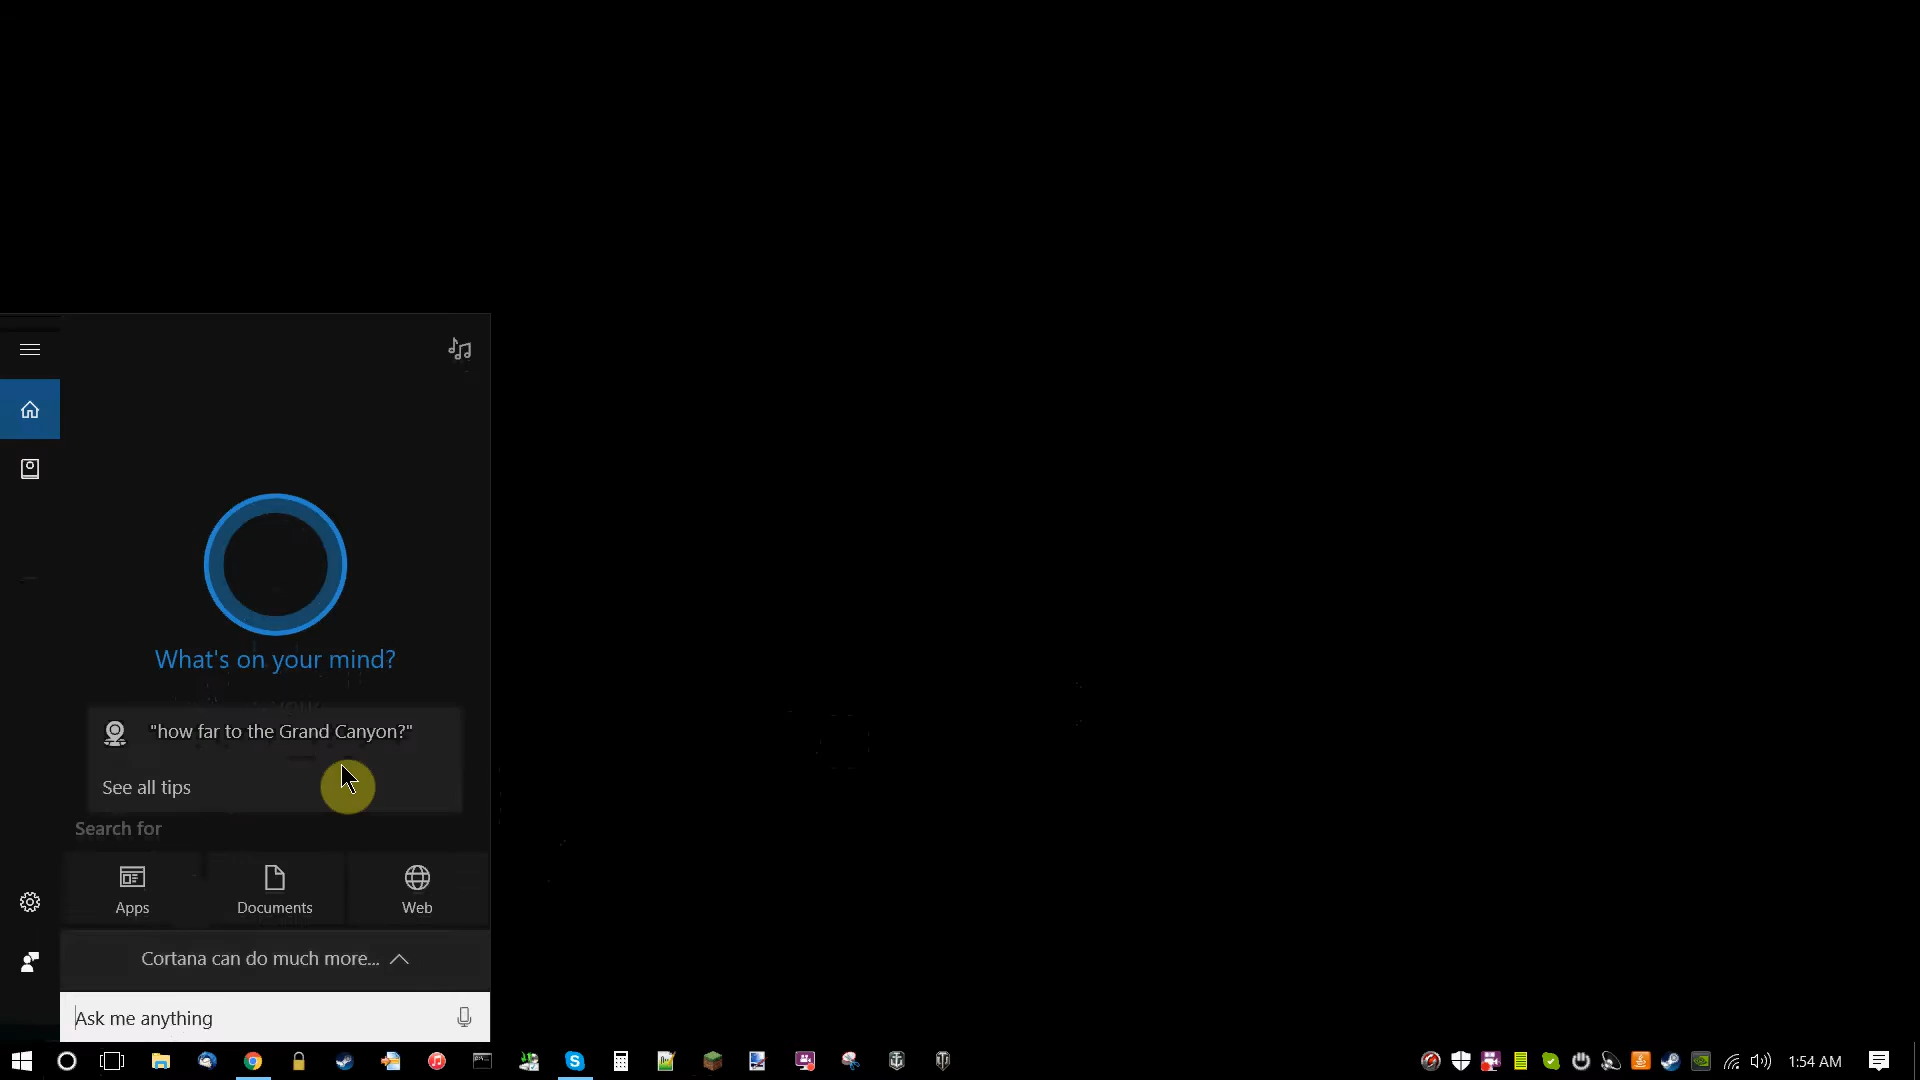 What's on your mind?
"how far to the Grand Canyon?"
See all tips
Search for
Apps
Documents
Web
Cortana can do much more...
Ask me anything
1:54 AM